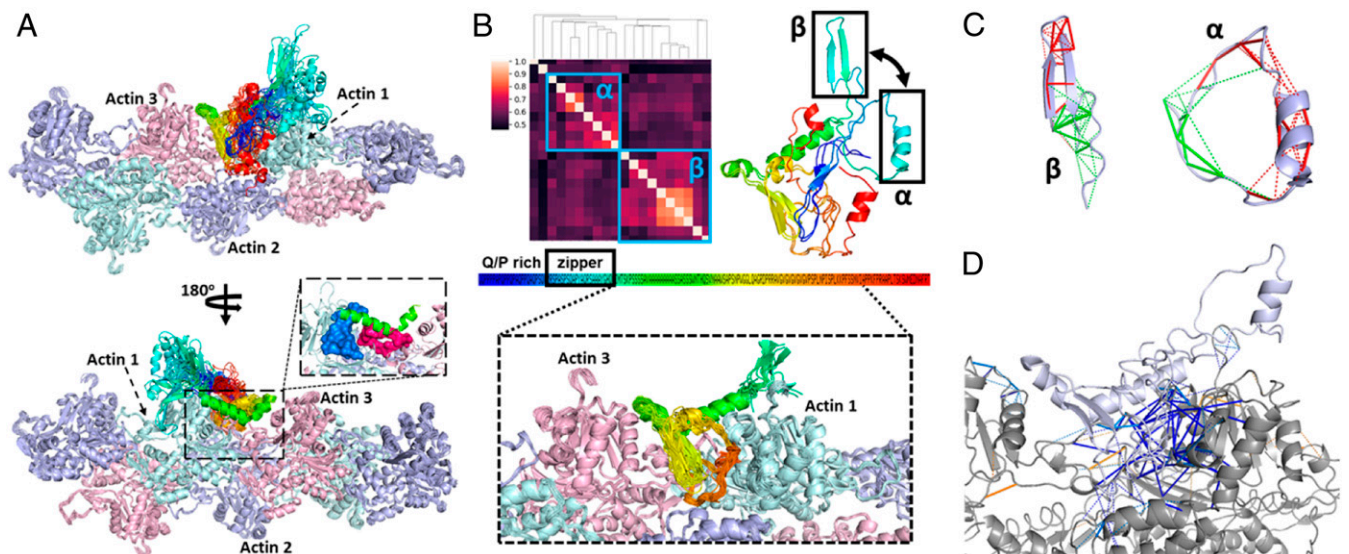 A
Actin 3
Actin 1
Actin 2
180°
Actin 1
Actin 3
Actin 2
B
1.0
0.9
0.8
0.7
0.6
0.5
α
β
β
α
Q/P rich
zipper
Actin 3
Actin 1
C
β
α
D